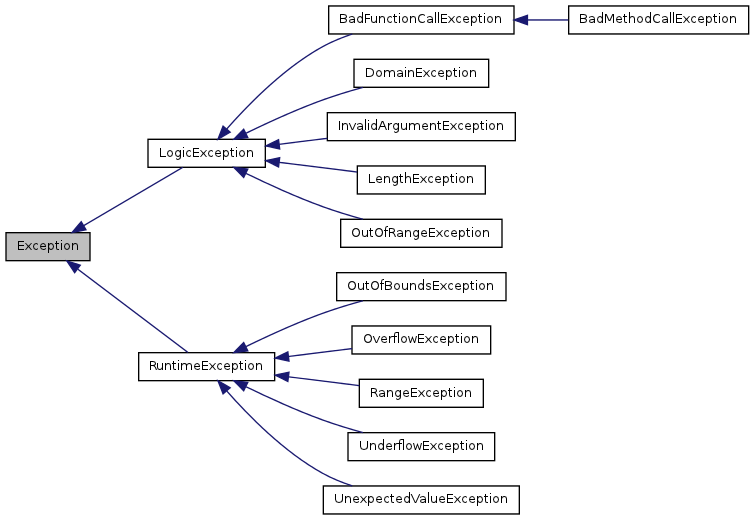 BadFunctionCallException
BadMethodCallException
DomainException
InvalidArgumentException
LogicException
LengthException
OutOfRangeException
Exception
OutOfBoundsException
OverflowException
RuntimeException
RangeException
UnderflowException
UnexpectedValueException